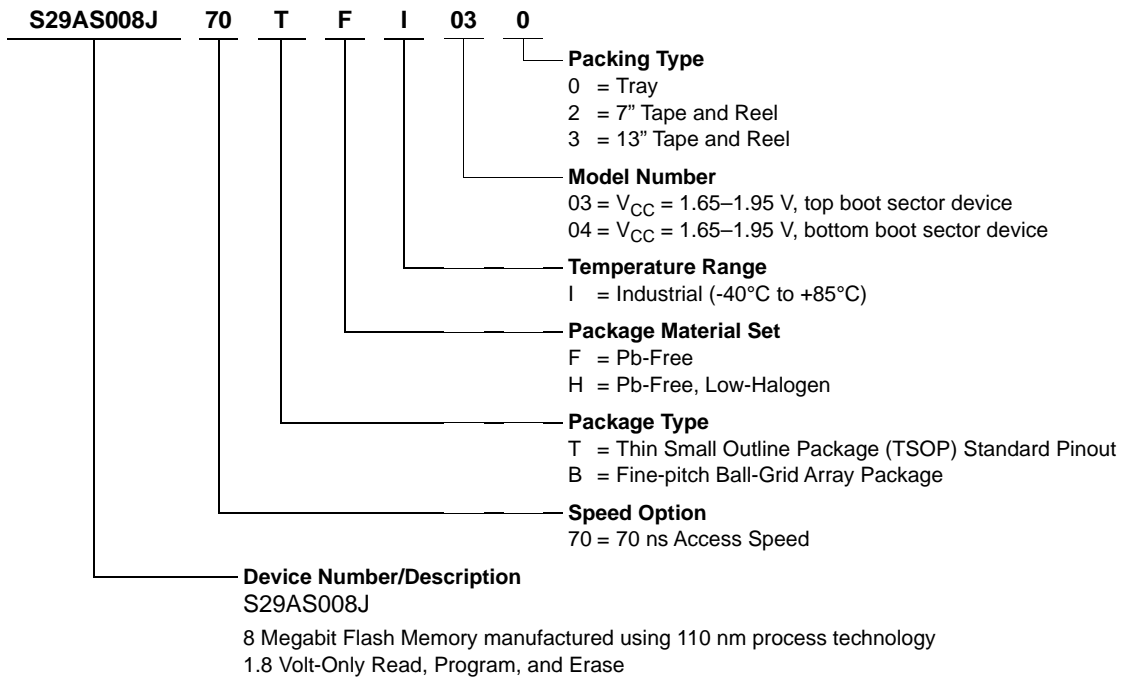 S29AS008J 70 T F I 03 0
Packing Type
0 = Tray
2 = 7” Tape and Reel
3 = 13” Tape and Reel
Model Number
03 = VCC = 1.65–1.95 V, top boot sector device
04 = VCC = 1.65–1.95 V, bottom boot sector device
Temperature Range
I = Industrial (-40°C to +85°C)
Package Material Set
F = Pb-Free
H = Pb-Free, Low-Halogen
Package Type
T = Thin Small Outline Package (TSOP) Standard Pinout
B = Fine-pitch Ball-Grid Array Package
Speed Option
70 = 70 ns Access Speed
Device Number/Description
S29AS008J
8 Megabit Flash Memory manufactured using 110 nm process technology
1.8 Volt-Only Read, Program, and Erase